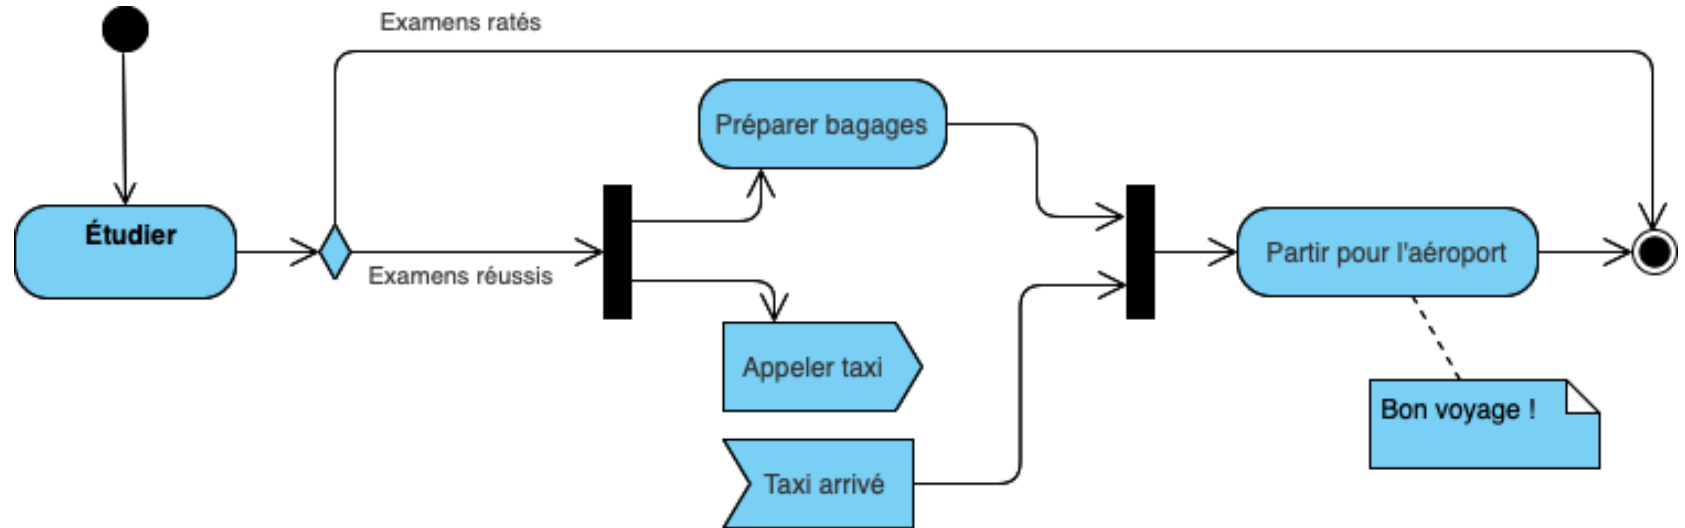 Examens ratés
Préparer bagages
Étudier
Examens réussis
Partir pour l'aéroport
Appeler taxi
Bon voyage !
Taxi arrivé